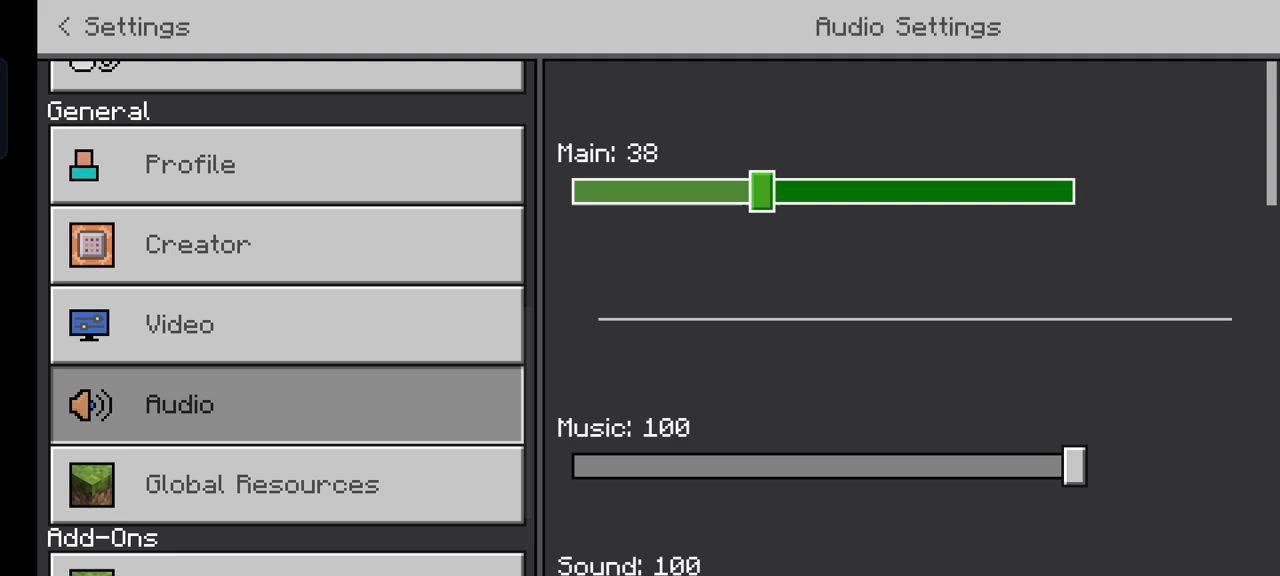 < Settings
Audio Settings
General
Profile
Creator
Video
Audio
Global Resources
Add-Ons
Main: 38
Music: 100
Sound: 100